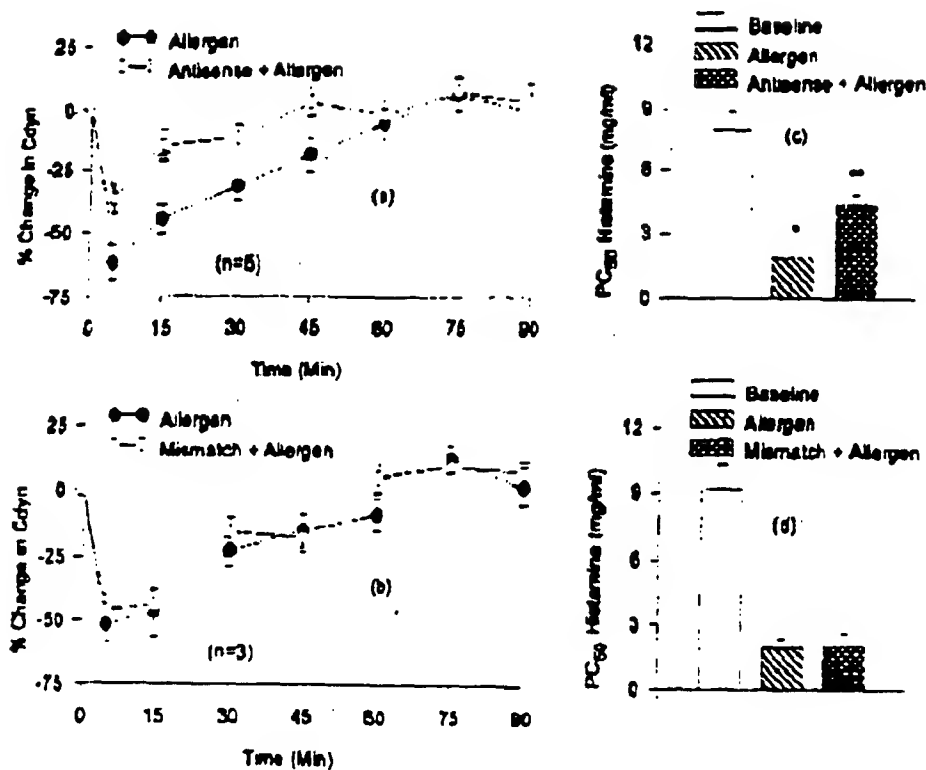 25
0
-25
-50
-75
% Change in Cdyn
Allergen
Antisense + Allergen
(a)
(n=5)
0 15 30 45 60 75 90
Time (Min)
12
9
6
3
0
PC50 Histamine (mg/ml)
Baseline
Allergen
Antisense + Allergen
(c)
*
**
25
0
-25
-50
-75
% Change in Cdyn
Allergen
Mismatch + Allergen
(b)
(n=3)
0 15 30 45 60 75 90
Time (Min)
12
9
6
3
0
PC50 Histamine (mg/ml)
Baseline
Allergen
Mismatch + Allergen
(d)